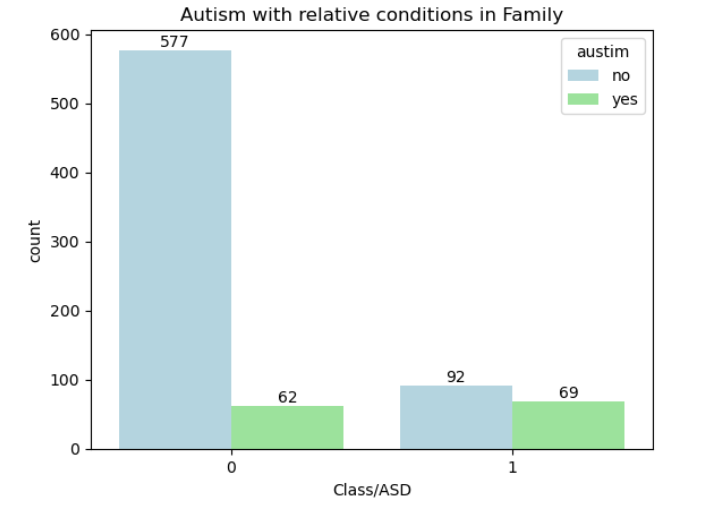 Autism with relative conditions in Family
600
500
400
300
200
100
0
count
577
62
92
69
austim
no
yes
0
1
Class/ASD